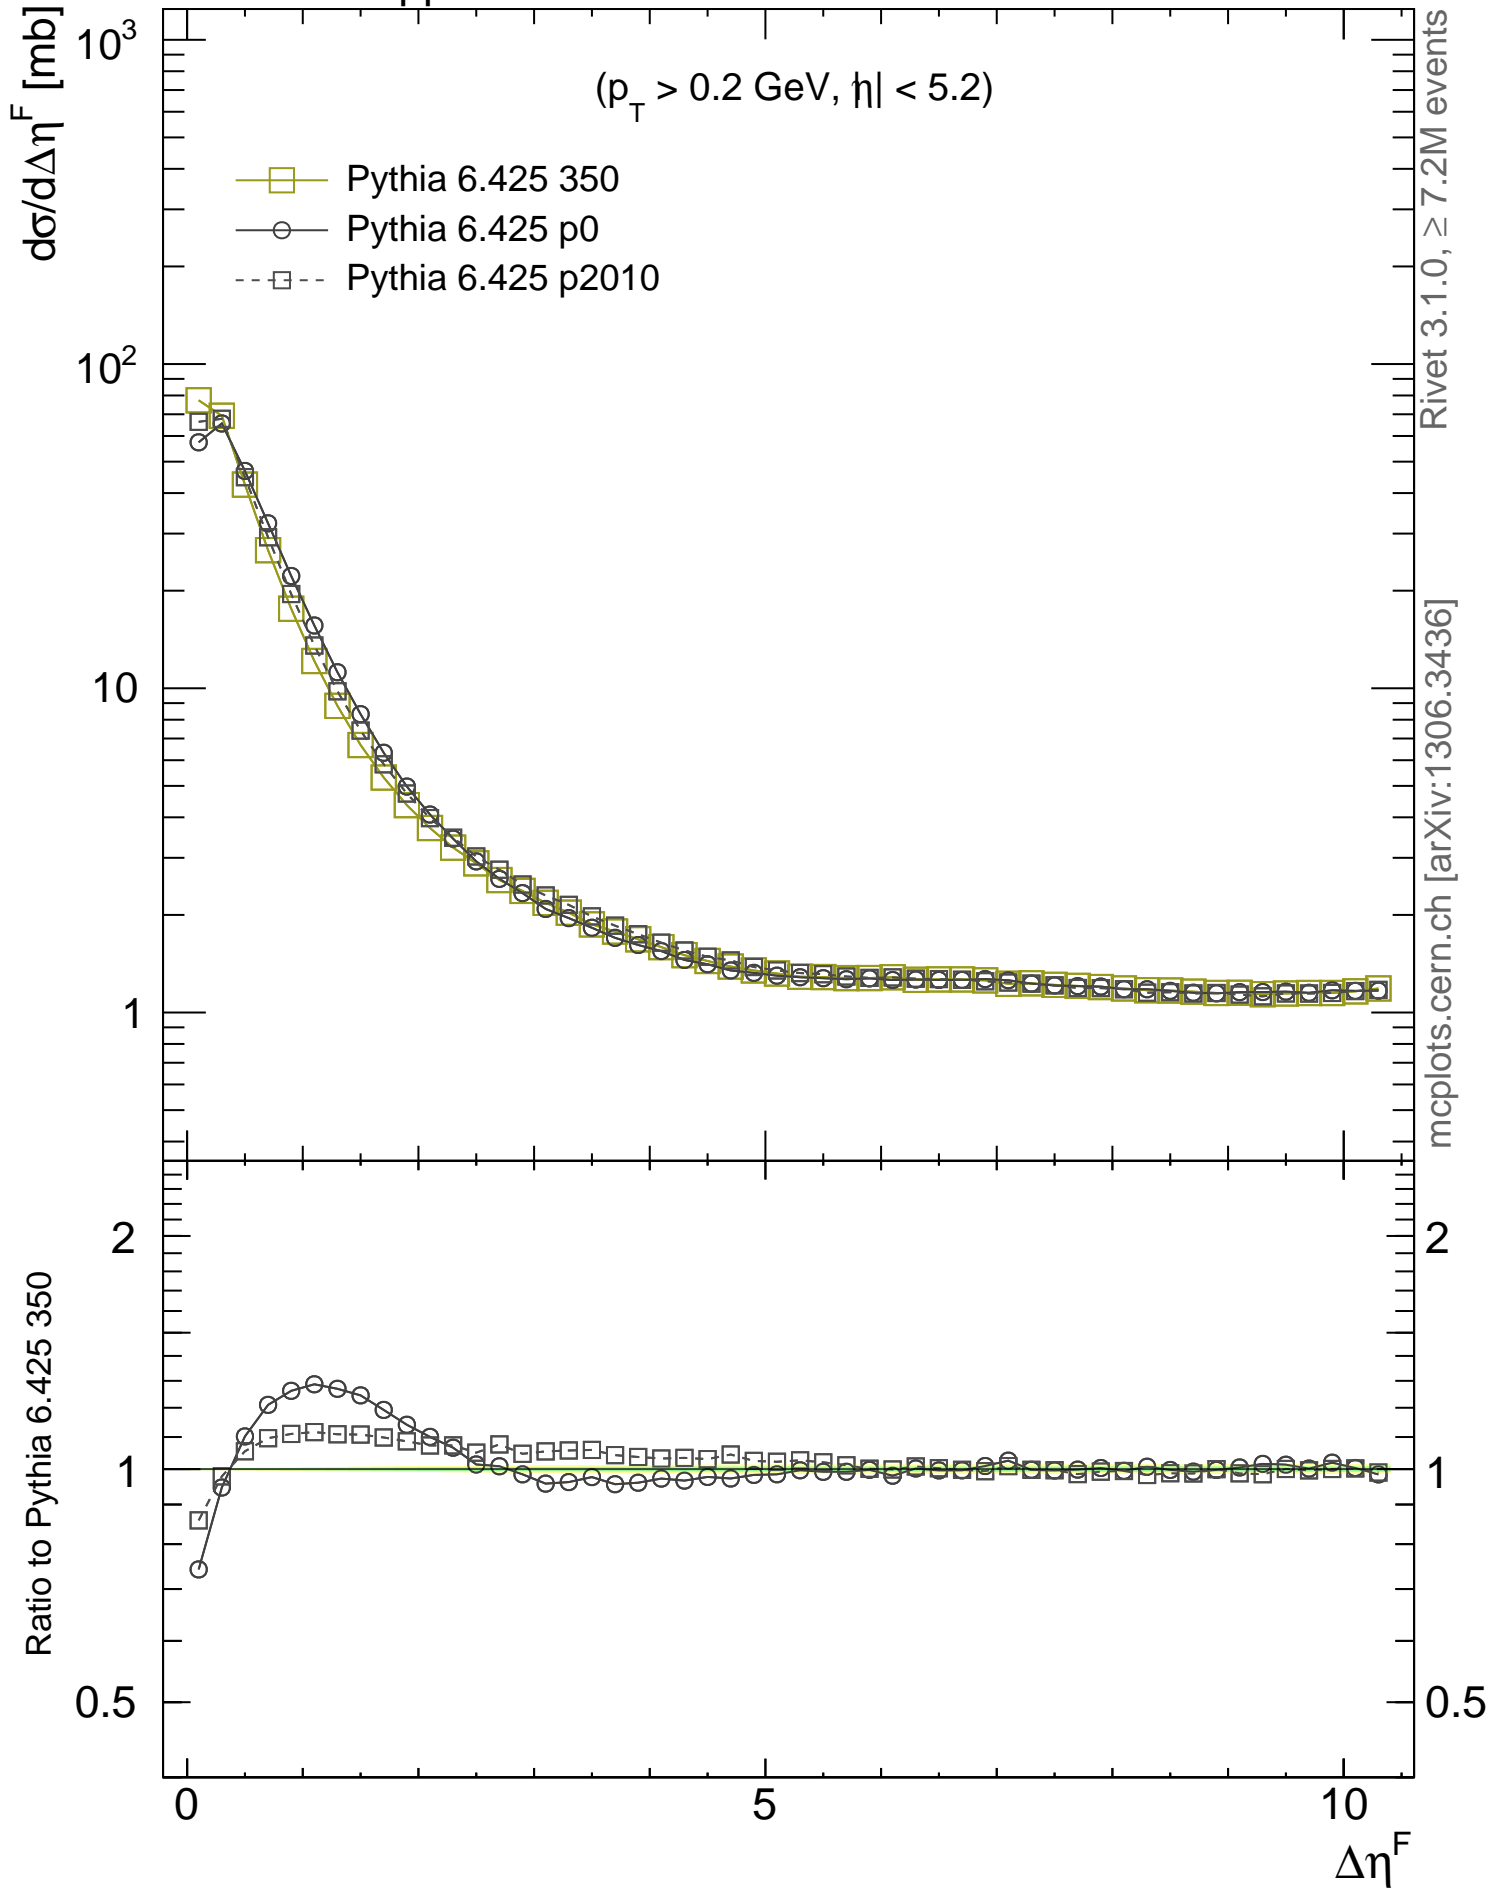 pp
dσ/dΔη^F [mb]
(p_T > 0.2 GeV, |η| < 5.2)
Pythia 6.425 350
Pythia 6.425 p0
Pythia 6.425 p2010
10^3
10^2
10
1
Rivet 3.1.0, ≥ 7.2M events
mcplots.cern.ch [arXiv:1306.3436]
Ratio to Pythia 6.425 350
2
1
0.5
2
1
0.5
0
5
10
Δη^F